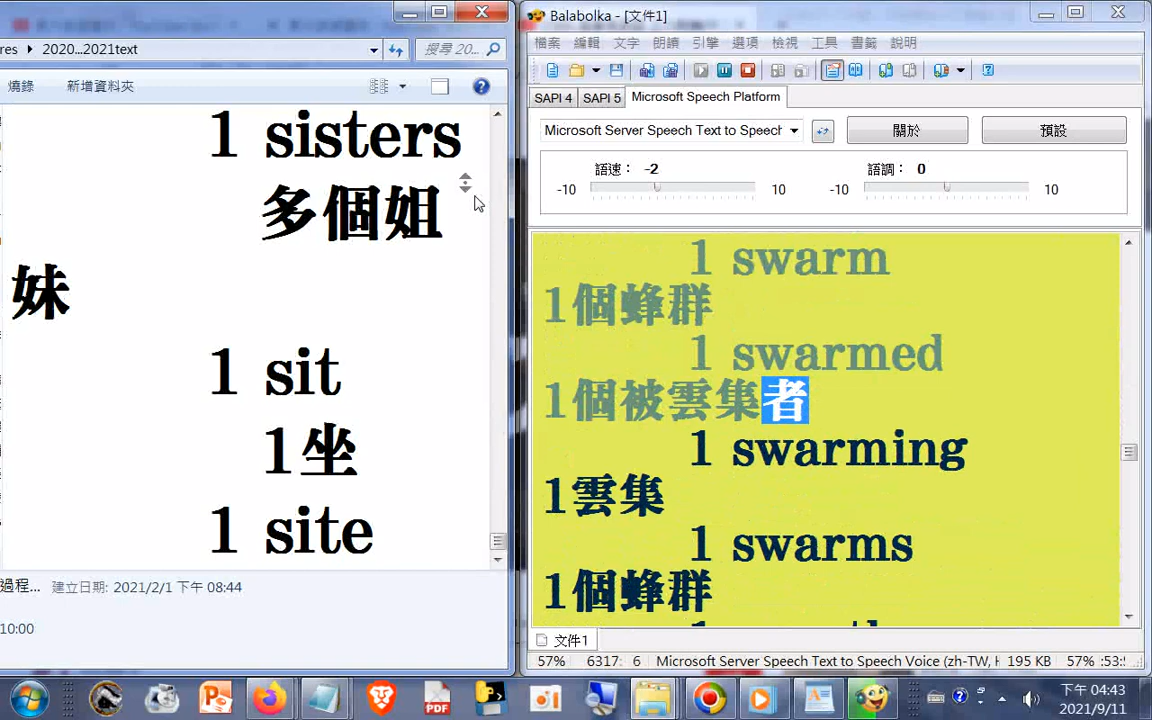 res ▸ 2020...2021text
搜尋 20...
燒錄
新增資料夾
1 sisters
多個姐
妹
1 sit
1坐
1 site
過程... 建立日期: 2021/2/1 下午 08:44
10:00
Balabolka - [文件1]
檔案 編輯 文字 朗讀 引擎 選項 檢視 工具 書籤 說明
SAPI 4 SAPI 5 Microsoft Speech Platform
Microsoft Server Speech Text to Speech
關於
預設
語速： -2
-10 10
語調： 0
-10 10
1 swarm
1個蜂群
1 swarmed
1個被雲集者
1 swarming
1雲集
1 swarms
1個蜂群
文件1
57% 6317: 6 Microsoft Server Speech Text to Speech Voice (zh-TW, 195 KB 57%
PDF
下午 04:43
2021/9/11